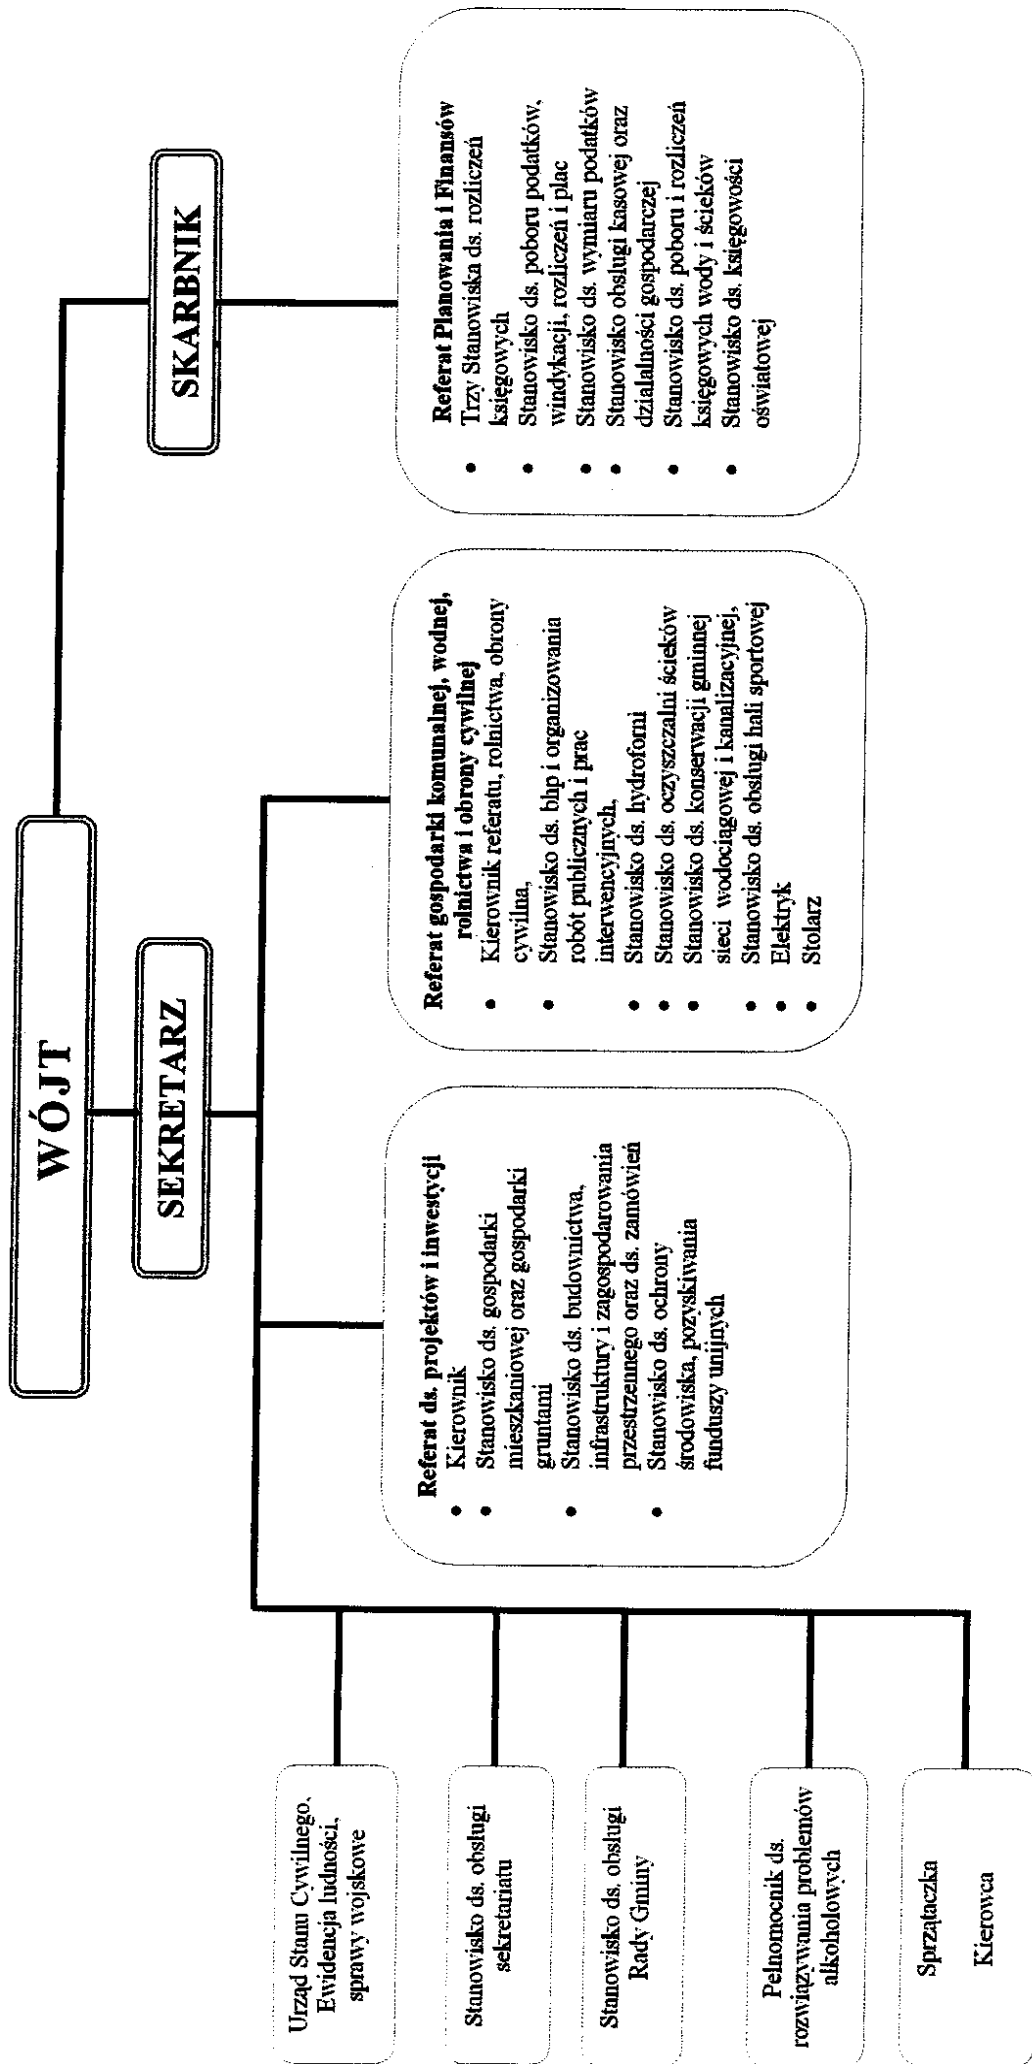 WÓJT
SEKRETARZ
SKARBNIK
Urząd Stanu Cywilnego,
Ewidencja ludności,
sprawy wojskowe
Stanowisko ds. obsługi
sekretariatu
Stanowisko ds. obsługi
Rady Gminy
Pełnomocnik ds.
rozwiązywania problemów
alkoholowych
Sprzątaczka
Kierowca
Referat ds. projektów i inwestycji
• Kierownik
• Stanowisko ds. gospodarki
mieszkaniowej oraz gospodarki
gruntami
• Stanowisko ds. budownictwa,
infrastruktury i zagospodarowania
przestrzennego oraz ds. zamówień
• Stanowisko ds. ochrony
środowiska, pozyskiwania
funduszy unijnych
Referat gospodarki komunalnej, wodnej,
rolnictwa i obrony cywilnej
• Kierownik referatu, rolnictwa, obrony
cywilna,
• Stanowisko ds. bhp i organizowania
robót publicznych i prac
interwencyjnych,
• Stanowisko ds. hydroforni
• Stanowisko ds. oczyszczalni ścieków
• Stanowisko ds. konserwacji gminnej
sieci wodociągowej i kanalizacyjnej,
• Stanowisko ds. obsługi hali sportowej
• Elektryk
• Stolarz
Referat Planowania i Finansów
• Trzy Stanowiska ds. rozliczeń
księgowych
• Stanowisko ds. poboru podatków,
windykacji, rozliczeń i płac
• Stanowisko ds. wymiaru podatków
• Stanowisko obsługi kasowej oraz
działalności gospodarczej
• Stanowisko ds. poboru i rozliczeń
księgowych wody i ścieków
• Stanowisko ds. księgowości
oświatowej